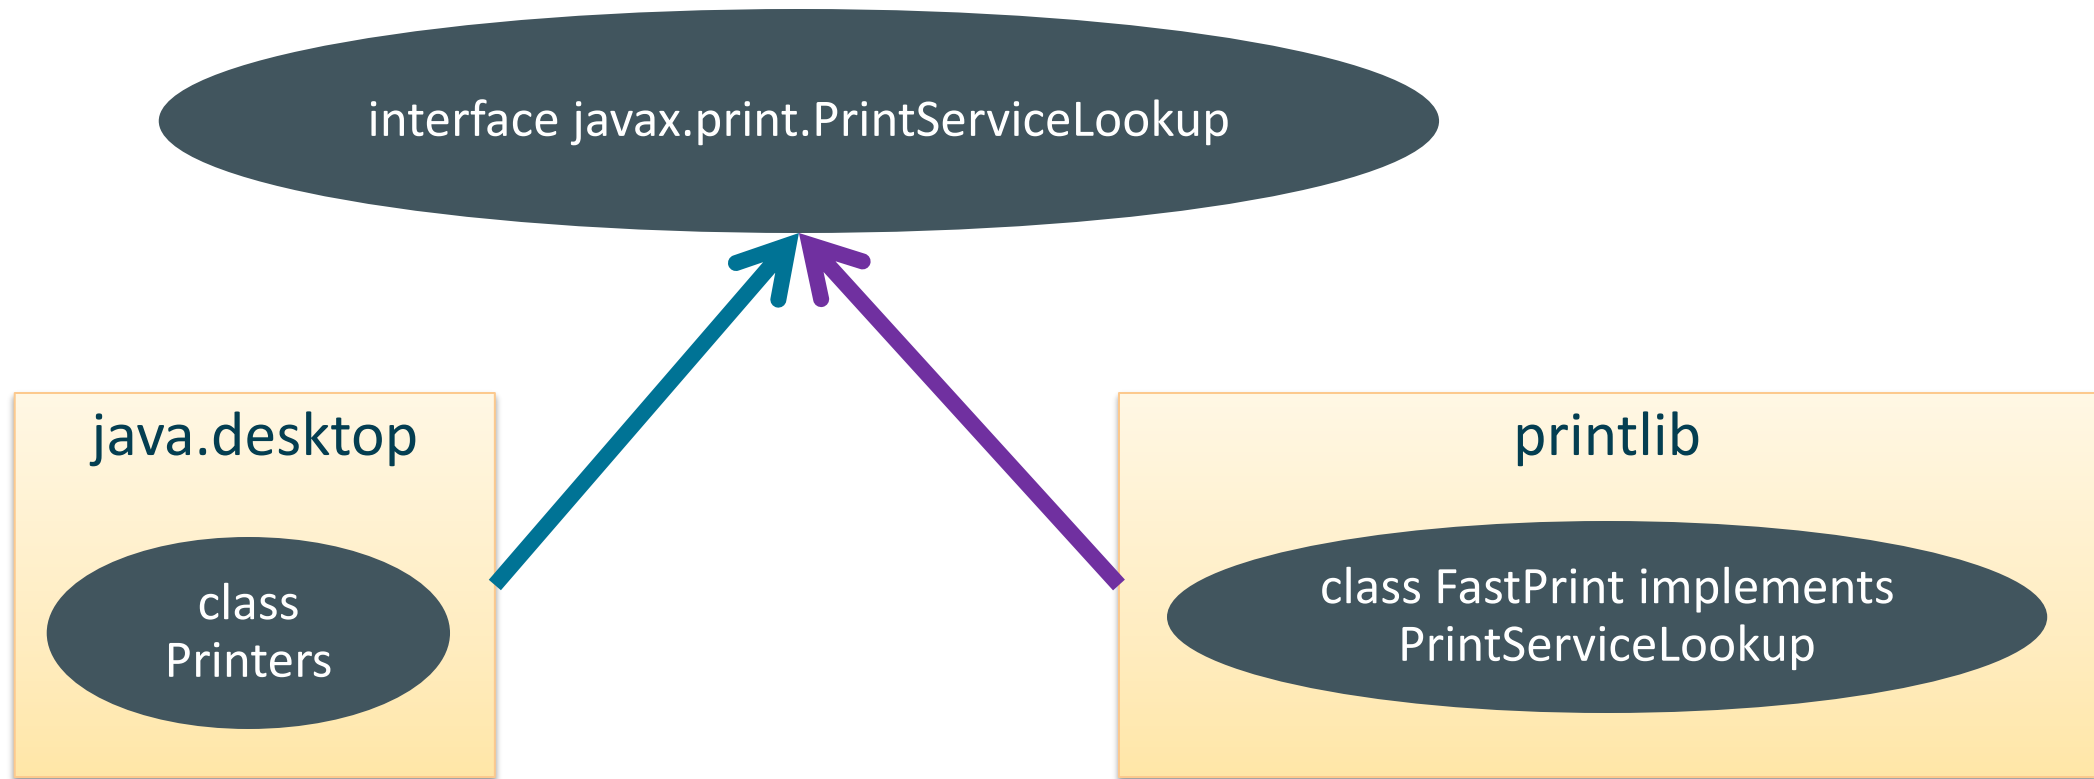 interface javax.print.PrintServiceLookup
java.desktop
class
Printers
printlib
class FastPrint implements
PrintServiceLookup